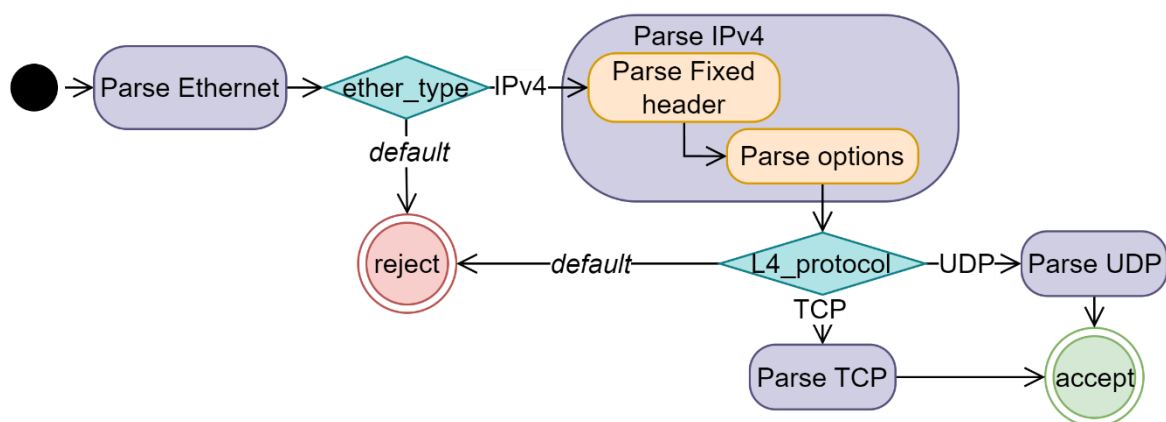 Parse Ethernet
ether_type
IPv4
default
Parse IPv4
Parse Fixed
header
Parse options
reject
default
L4_protocol
UDP
Parse UDP
TCP
Parse TCP
accept